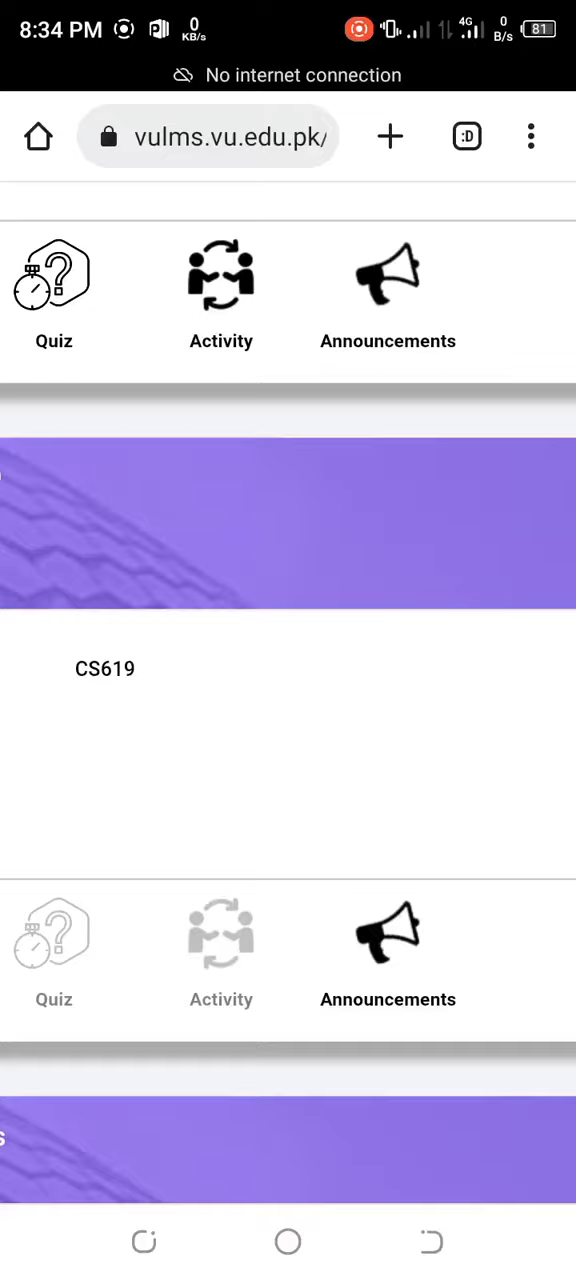 8:34 PM 0 KB/s 4G 0 B/s 81
No internet connection
vulms.vu.edu.pk/ :D
Quiz Activity Announcements
CS619
Quiz Activity Announcements
s